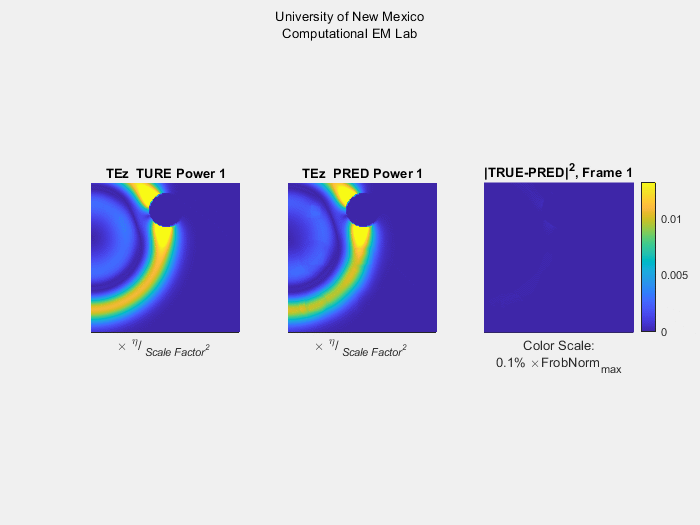 University of New Mexico
Computational EM Lab
TEz TURE Power 1
TEz PRED Power 1
|TRUE-PRED|², Frame 1
0.01
0.005
0
× η/ Scale Factor²
× η/ Scale Factor²
Color Scale:
0.1% ×FrobNorm_max